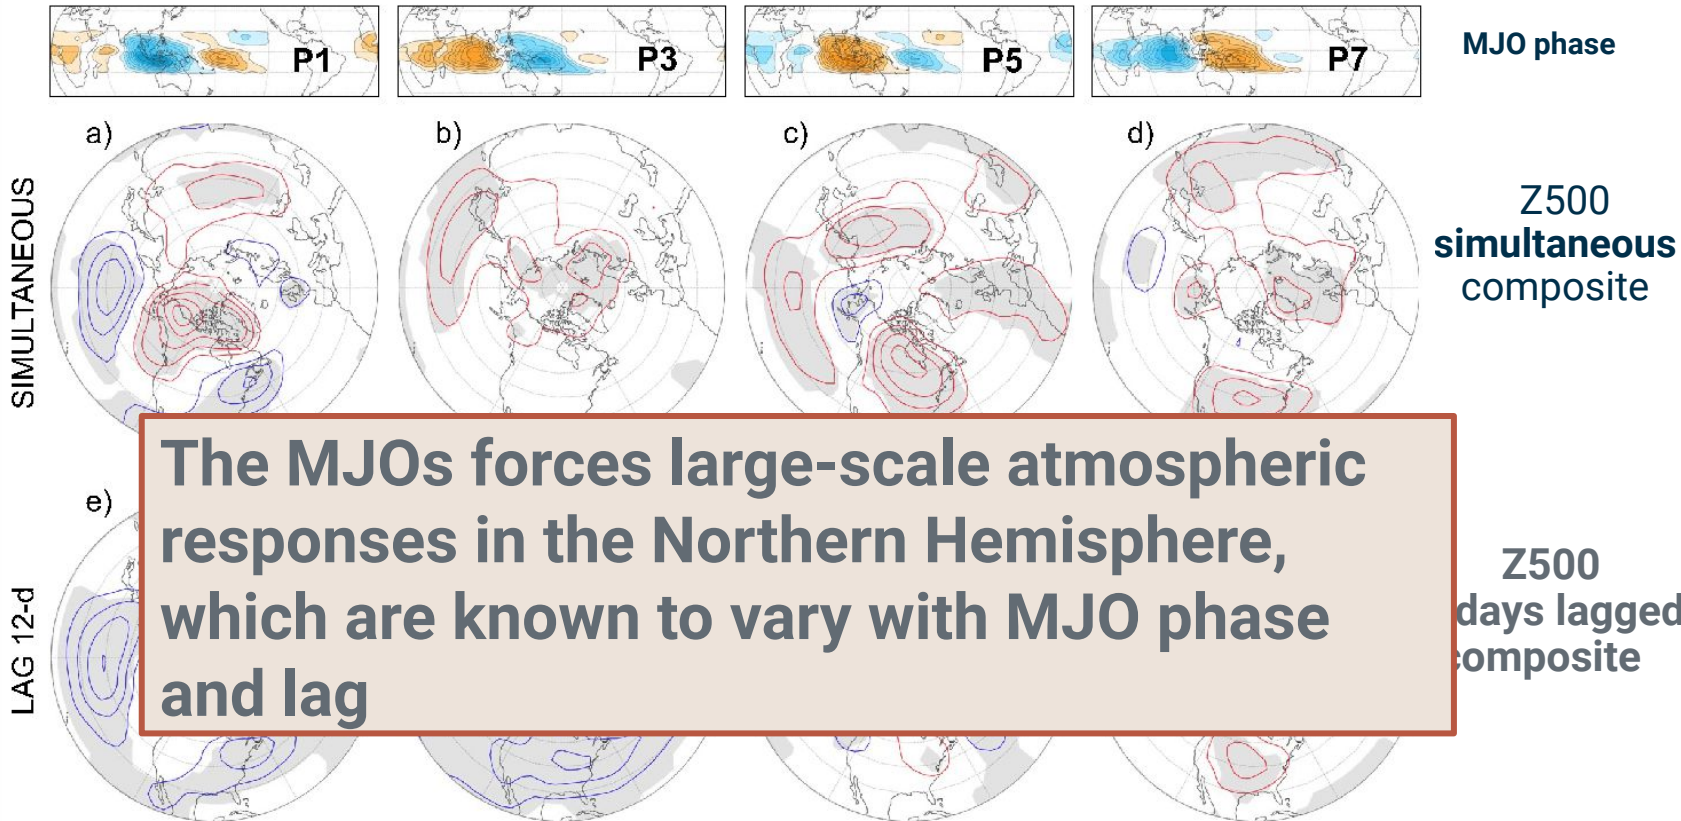 P1
P3
P5
P7
MJO phase
a)
b)
c)
d)
SIMULTANEOUS
Z500
simultaneous
composite
e)
LAG 12-d
The MJOs forces large-scale atmospheric
responses in the Northern Hemisphere,
which are known to vary with MJO phase
and lag
Z500
days lagged
composite